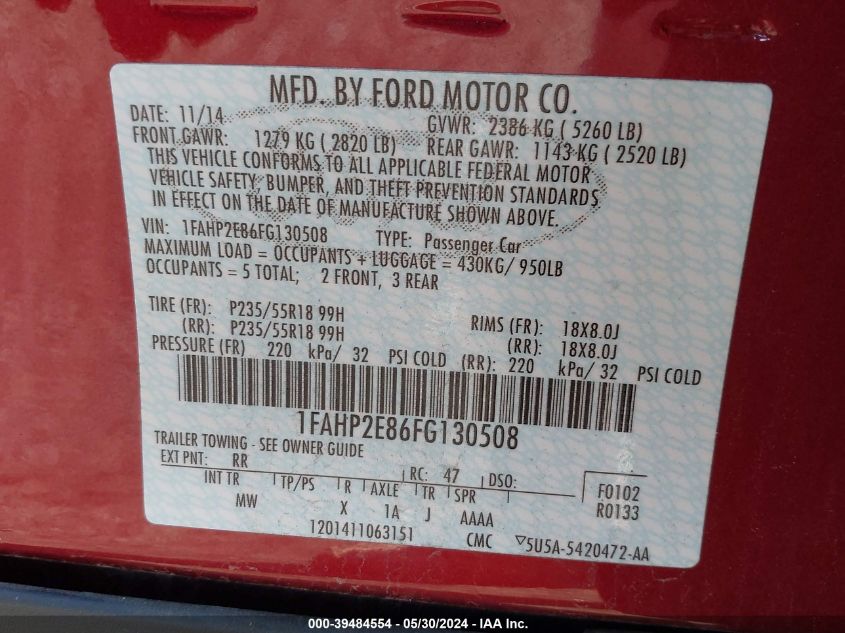 MFD. BY FORD MOTOR CO.
DATE: 11/14 GVWR: 2386 KG ( 5260 LB)
FRONT GAWR: 1279 KG ( 2820 LB) REAR GAWR: 1143 KG ( 2520 LB)
THIS VEHICLE CONFORMS TO ALL APPLICABLE FEDERAL MOTOR
VEHICLE SAFETY, BUMPER, AND THEFT PREVENTION STANDARDS
IN EFFECT ON THE DATE OF MANUFACTURE SHOWN ABOVE.
VIN: 1FAHP2E86FG130508 TYPE: Passenger Car
MAXIMUM LOAD = OCCUPANTS + LUGGAGE = 430KG/ 950LB
OCCUPANTS = 5 TOTAL; 2 FRONT, 3 REAR
TIRE (FR): P235/55R18 99H RIMS (FR): 18X8.0J
(RR): P235/55R18 99H (RR): 18X8.0J
PRESSURE (FR) 220 kPa/ 32 PSI COLD (RR): 220 kPa/ 32 PSI COLD
1FAHP2E86FG130508
TRAILER TOWING - SEE OWNER GUIDE
EXT PNT: RR RC: 47 DSO: F0102
INT TR TP/PS R AXLE TR SPR R0133
MW X 1A J AAAA
1201411063151 CMC ▽5U5A-5420472-AA
000-39484554 - 05/30/2024 - IAA Inc.